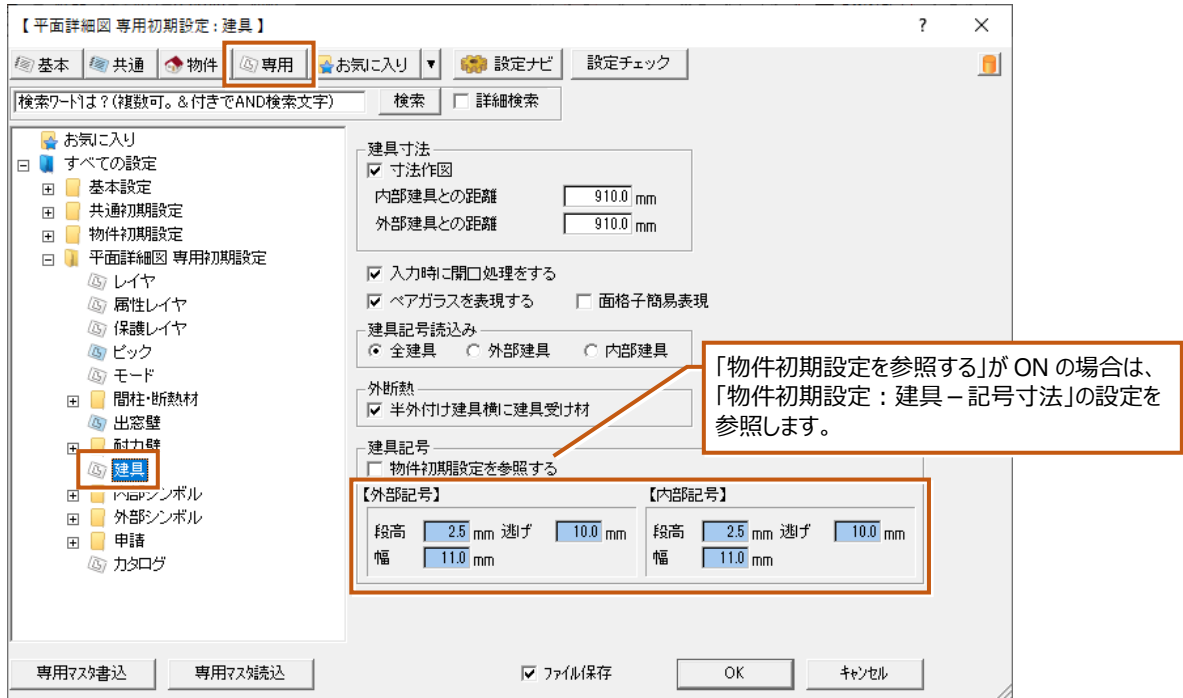 【 平面詳細図 専用初期設定 : 建具 】
? ×
基本 共通 物件 専用 お気に入り ▼ 設定ナビ 設定チェック
検索ワードは？(複数可。＆付きでAND検索文字) 検索 詳細検索
お気に入り
すべての設定
基本設定
共通初期設定
物件初期設定
平面詳細図 専用初期設定
レイヤ
属性レイヤ
保護レイヤ
ピック
モード
間柱・断熱材
出窓壁
耐力壁
建具
内部シンボル
外部シンボル
申請
カタログ
建具寸法
寸法作図
内部建具との距離 910.0 mm
外部建具との距離 910.0 mm
入力時に開口処理をする
ペアガラスを表現する 面格子簡易表現
建具記号読込み
全建具 外部建具 内部建具
外断熱
半外付け建具横に建具受け材
建具記号
物件初期設定を参照する
【外部記号】 【内部記号】
段高 2.5 mm 逃げ 10.0 mm 段高 2.5 mm 逃げ 10.0 mm
幅 11.0 mm 幅 11.0 mm
「物件初期設定を参照する」が ON の場合は、
「物件初期設定：建具－記号寸法」の設定を
参照します。
専用マスタ書込 専用マスタ読込 ファイル保存 OK キャンセル